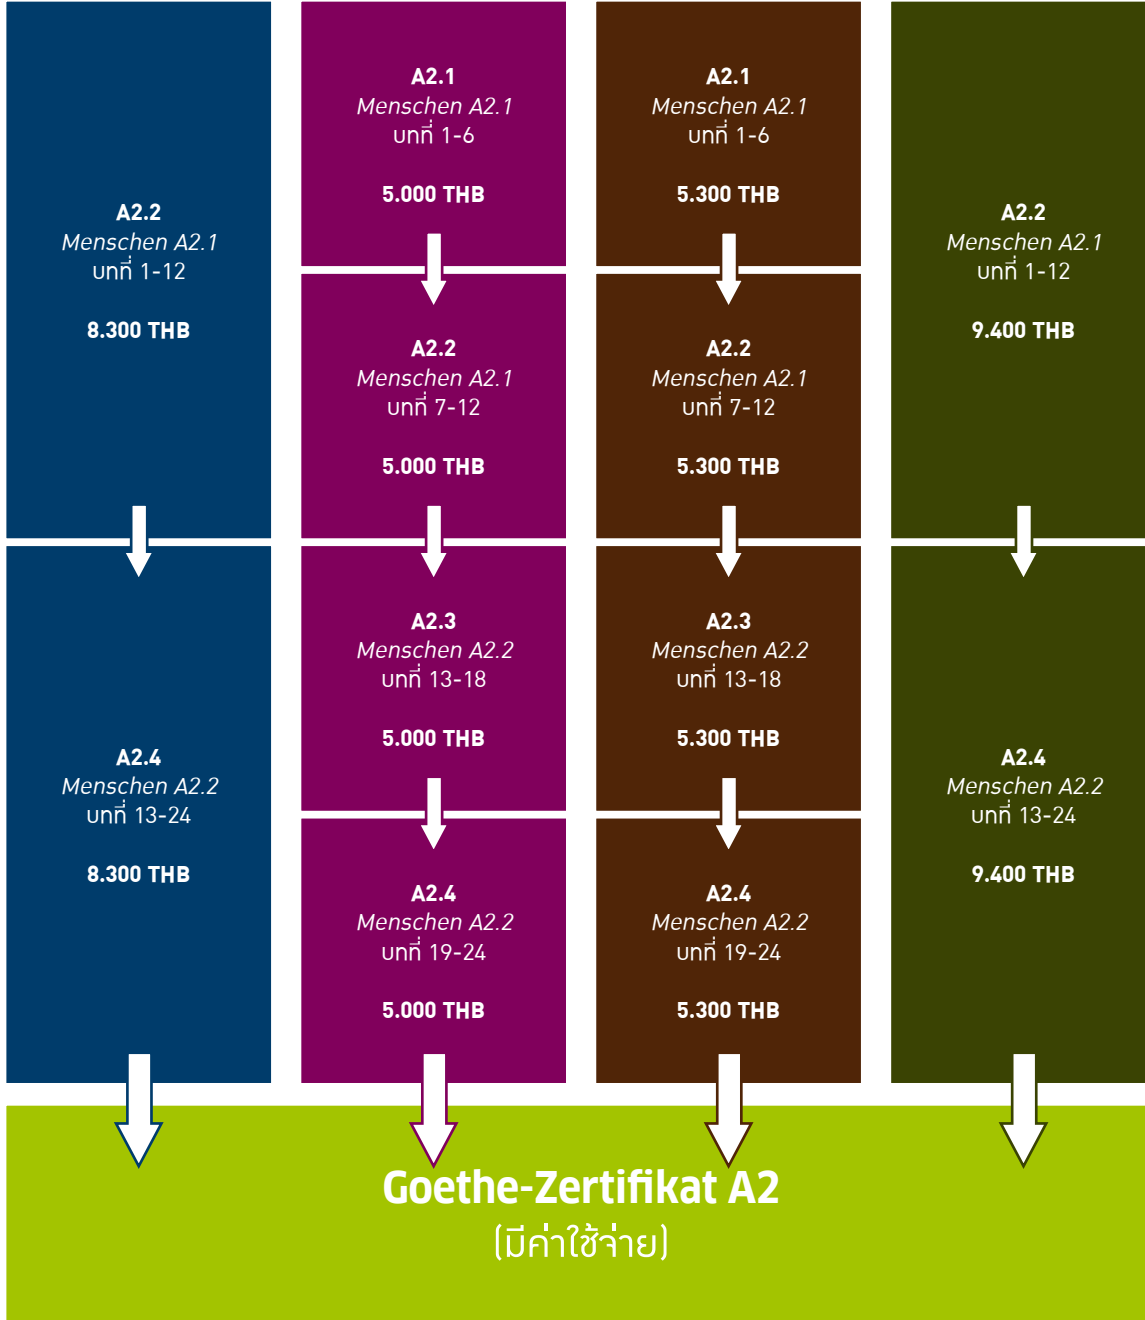 A2.2
Menschen A2.1
บทที่ 1-12
8.300 THB
A2.4
Menschen A2.2
บทที่ 13-24
8.300 THB
A2.1
Menschen A2.1
บทที่ 1-6
5.000 THB
A2.2
Menschen A2.1
บทที่ 7-12
5.000 THB
A2.3
Menschen A2.2
บทที่ 13-18
5.000 THB
A2.4
Menschen A2.2
บทที่ 19-24
5.000 THB
A2.1
Menschen A2.1
บทที่ 1-6
5.300 THB
A2.2
Menschen A2.1
บทที่ 7-12
5.300 THB
A2.3
Menschen A2.2
บทที่ 13-18
5.300 THB
A2.4
Menschen A2.2
บทที่ 19-24
5.300 THB
A2.2
Menschen A2.1
บทที่ 1-12
9.400 THB
A2.4
Menschen A2.2
บทที่ 13-24
9.400 THB
Goethe-Zertifikat A2
(มีค่าใช้จ่าย)